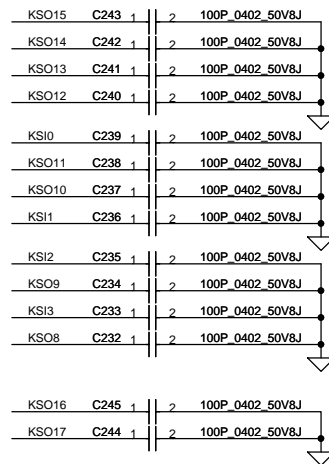 KSO15 C243 1 2 100P_0402_50V8J
KSO14 C242 1 2 100P_0402_50V8J
KSO13 C241 1 2 100P_0402_50V8J
KSO12 C240 1 2 100P_0402_50V8J
KSI0 C239 1 2 100P_0402_50V8J
KSO11 C238 1 2 100P_0402_50V8J
KSO10 C237 1 2 100P_0402_50V8J
KSI1 C236 1 2 100P_0402_50V8J
KSI2 C235 1 2 100P_0402_50V8J
KSO9 C234 1 2 100P_0402_50V8J
KSI3 C233 1 2 100P_0402_50V8J
KSO8 C232 1 2 100P_0402_50V8J
KSO16 C245 1 2 100P_0402_50V8J
KSO17 C244 1 2 100P_0402_50V8J